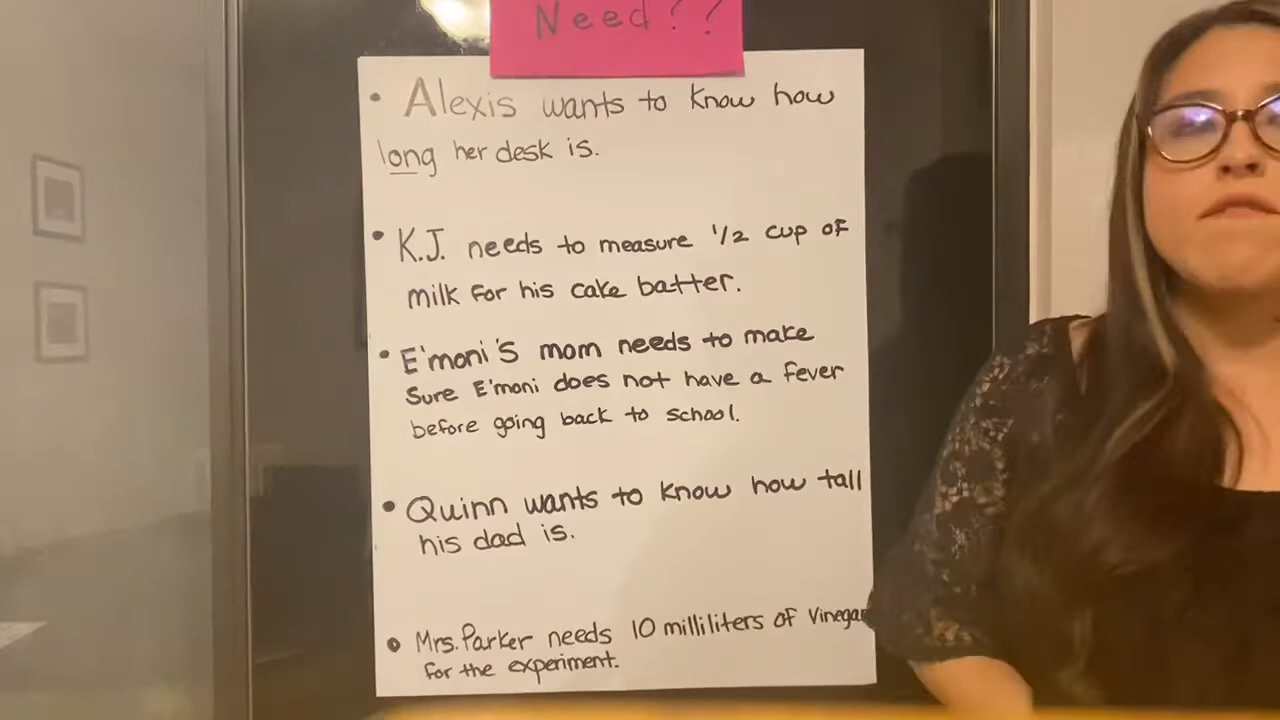 Need??
• Alexis wants to know how
long her desk is.
• K.J. needs to measure 1/2 cup of
milk for his cake batter.
• E'moni's mom needs to make
Sure E'moni does not have a fever
before going back to school.
• Quinn wants to know how tall
his dad is.
• Mrs. Parker needs 10 milliliters of Vinegar
for the experiment.